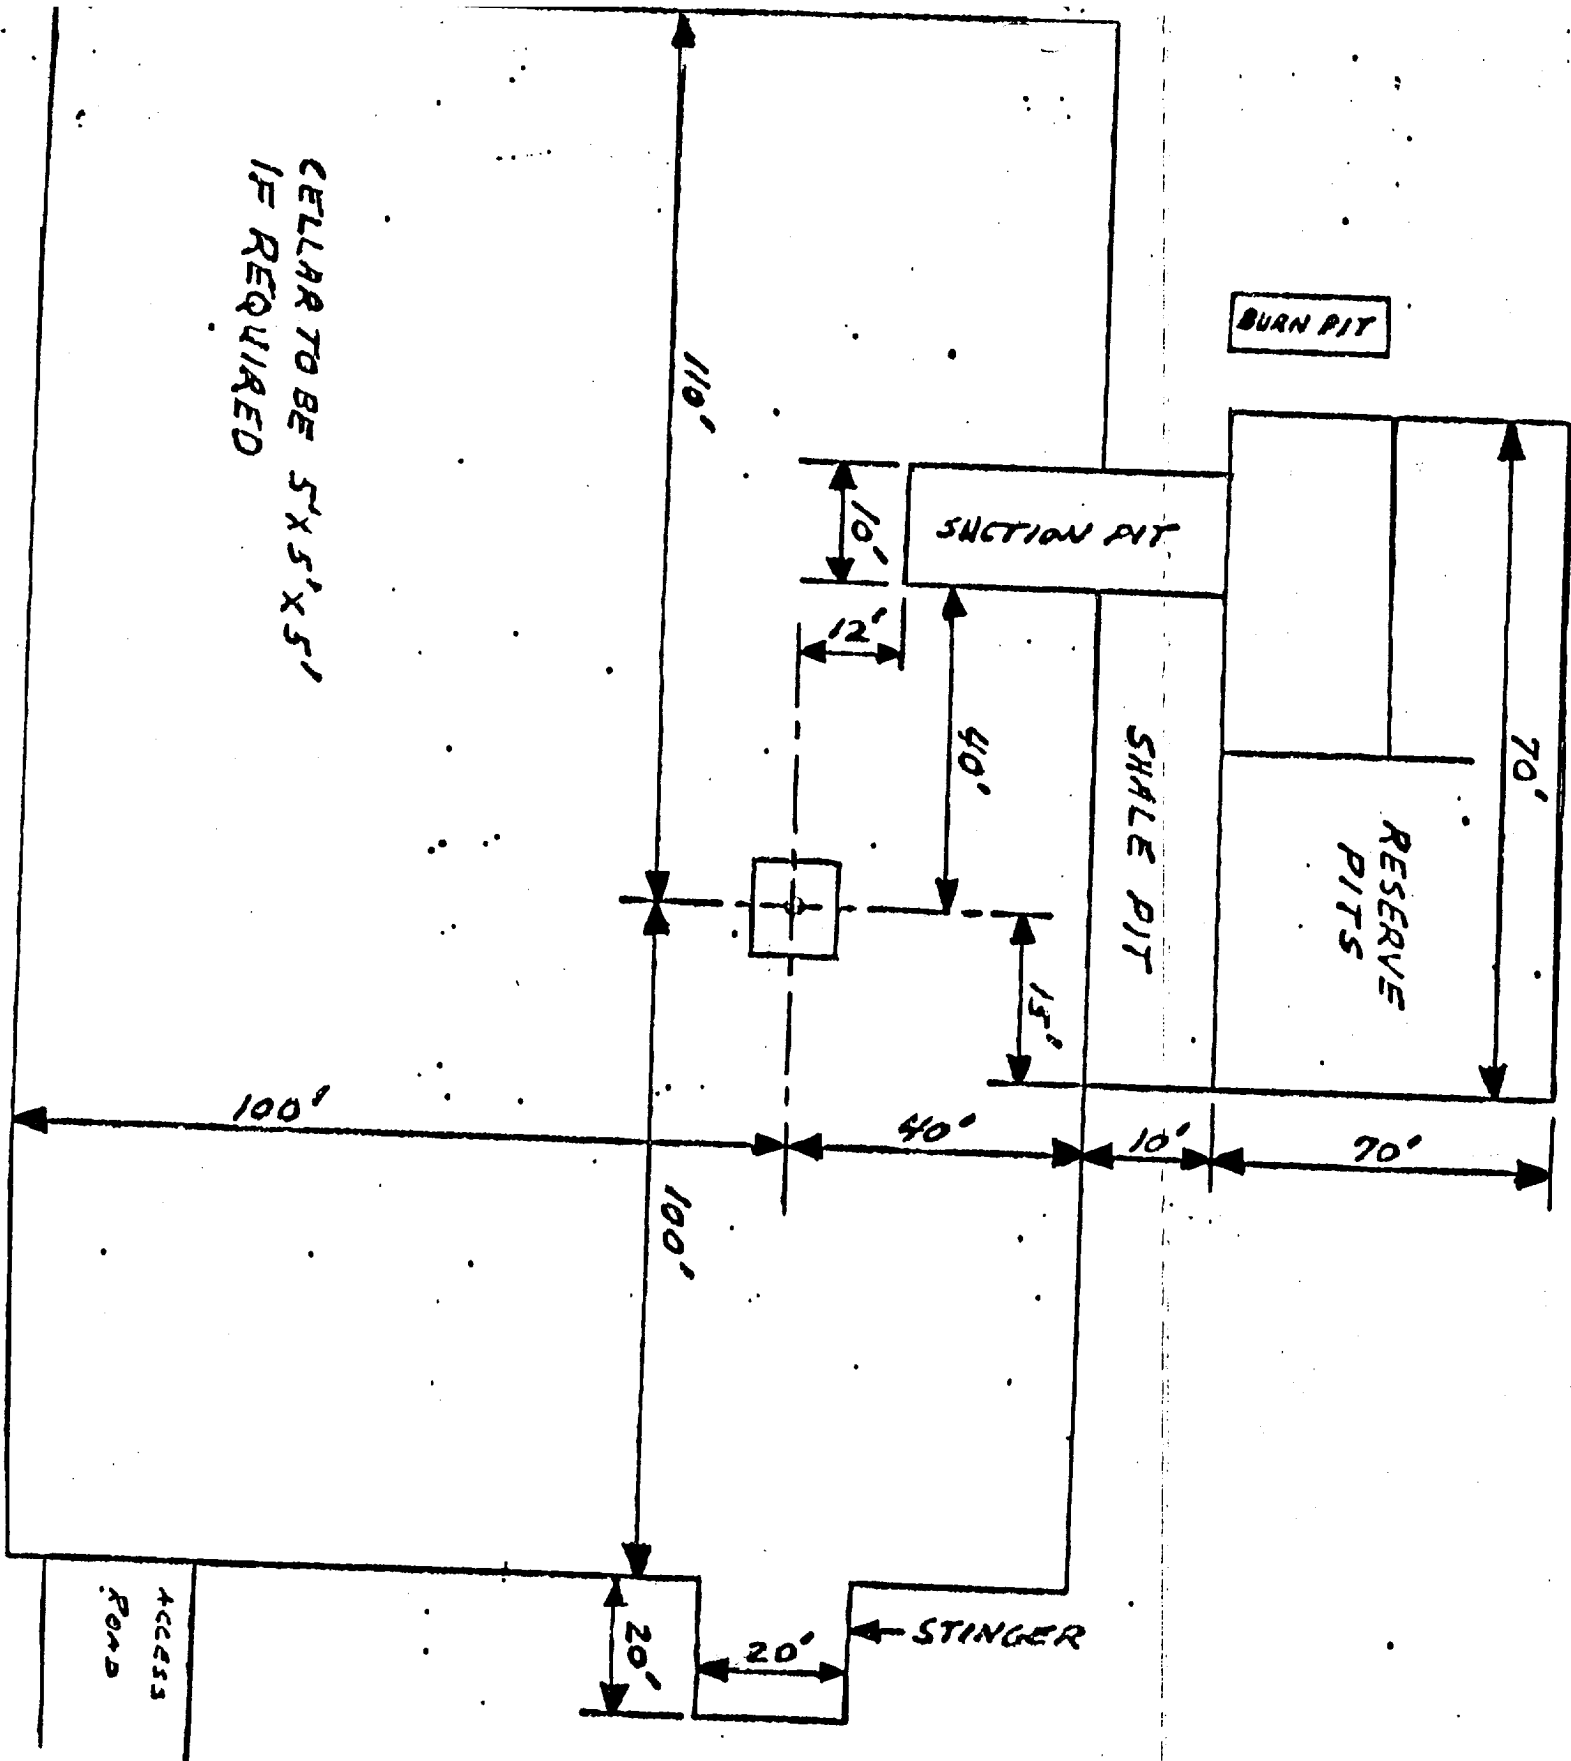 BURN PIT
110'
10'
SUCTION PIT
12'
40'
70'
SHALE PIT
RESERVE
PITS
CELLAR TO BE 5'X5'X5'
IF REQUIRED
15'
100'
40'
10'
70'
100'
STINGER
20'
20'
ACCESS
ROAD